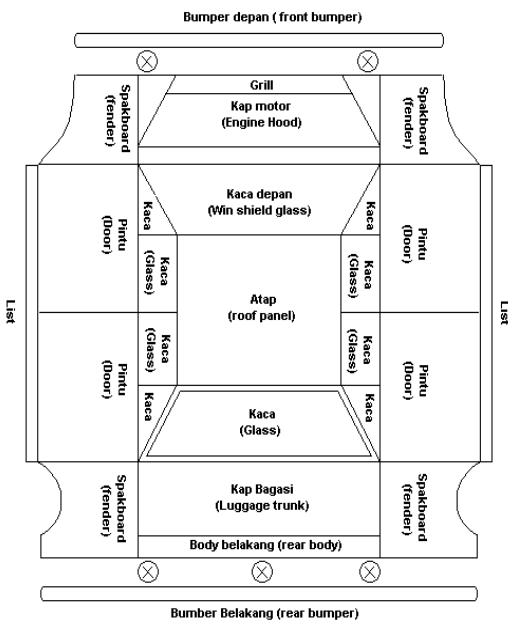 Bumper depan ( front bumper)
Grill
Kap motor
(Engine Hood)
Spakboard
(fender)
Spakboard
(fender)
Kaca depan
(Win shield glass)
Kaca
Kaca
Pintu
(Door)
Pintu
(Door)
Kaca
(Glass)
Kaca
(Glass)
Atap
(roof panel)
List
List
Kaca
(Glass)
Kaca
(Glass)
Pintu
(Door)
Pintu
(Door)
Kaca
Kaca
Kaca
(Glass)
Spakboard
(fender)
Spakboard
(fender)
Kap Bagasi
(Luggage trunk)
Body belakang (rear body)
Bumber Belakang (rear bumper)